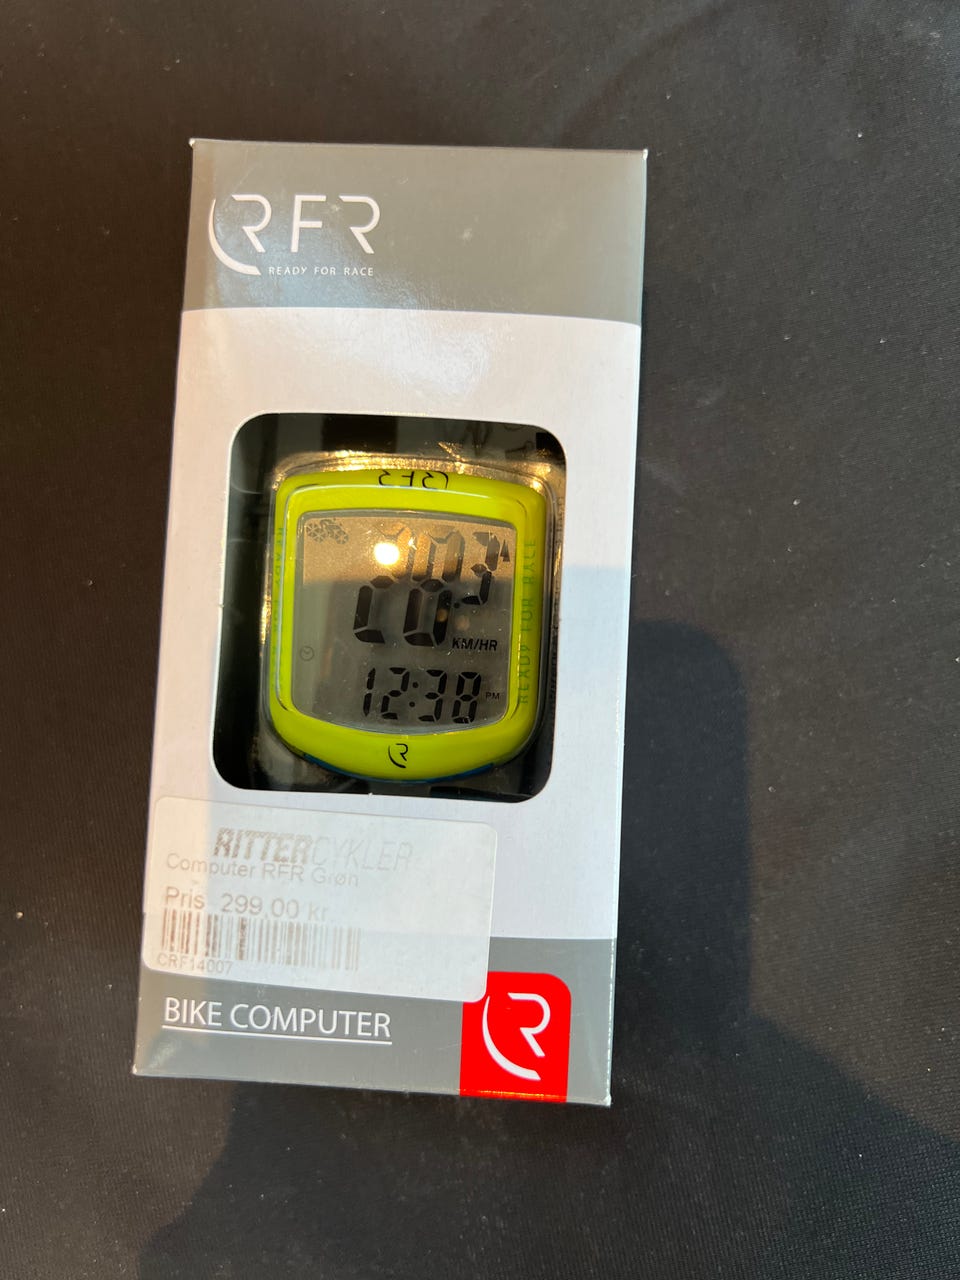 RFR
READY FOR RACE
RFR
READY FOR RACE
KM/HR
12:38 PM
R
RITTERCYKLER
Computer RFR Grøn
Pris 299,00 kr.
CRF14007
BIKE COMPUTER
R